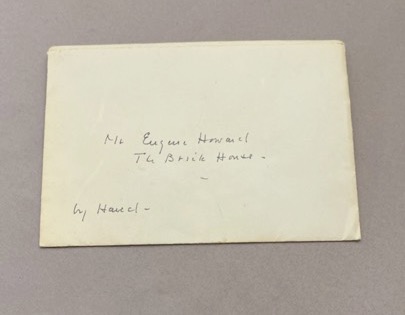 Mr Eugene Howard
The Brick House -
-
by Hand -